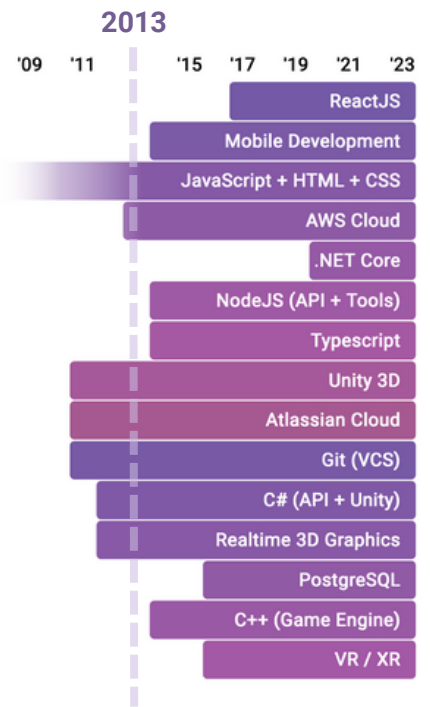 2013
'09 '11 '15 '17 '19 '21 '23
ReactJS
Mobile Development
JavaScript + HTML + CSS
AWS Cloud
.NET Core
NodeJS (API + Tools)
Typescript
Unity 3D
Atlassian Cloud
Git (VCS)
C# (API + Unity)
Realtime 3D Graphics
PostgreSQL
C++ (Game Engine)
VR / XR